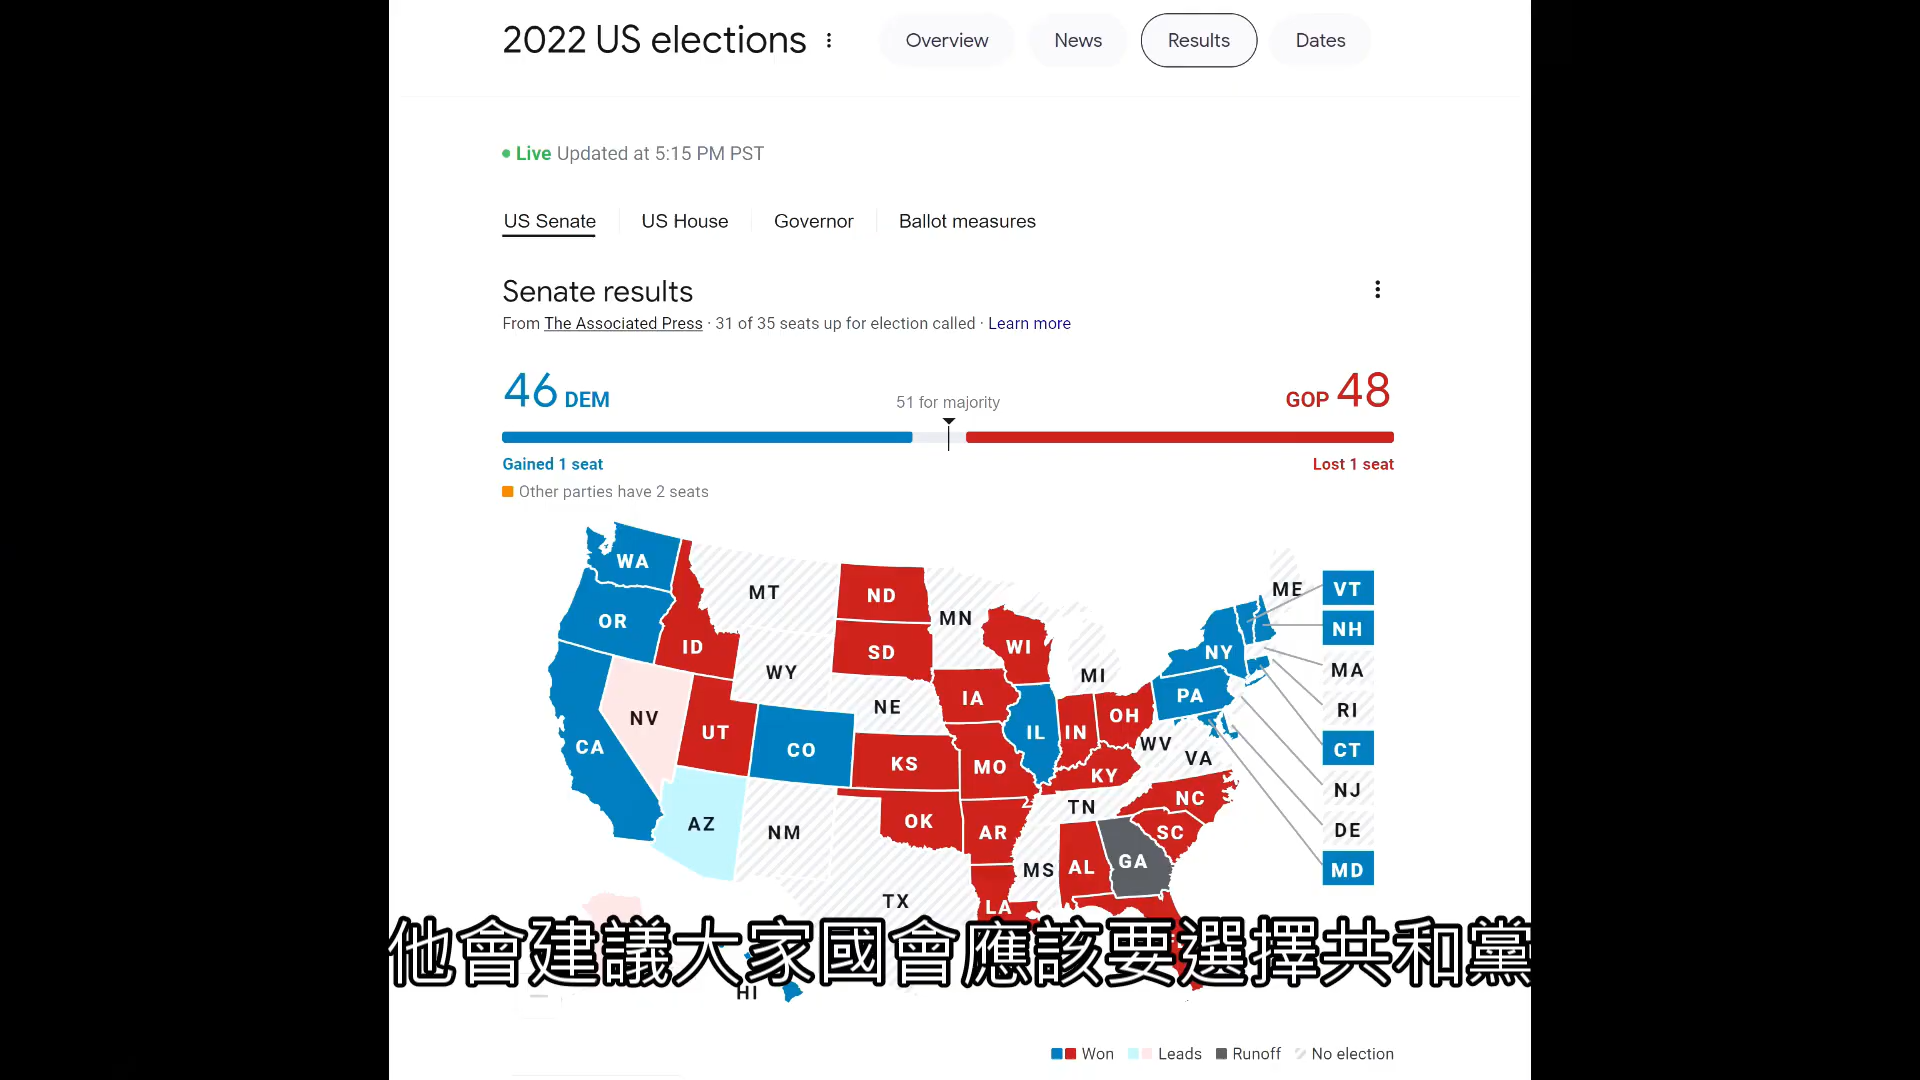 2022 US elections
Overview
News
Results
Dates
Live Updated at 5:15 PM PST
US Senate
US House
Governor
Ballot measures
Senate results
From The Associated Press · 31 of 35 seats up for election called · Learn more
46 DEM
51 for majority
GOP 48
Gained 1 seat
Lost 1 seat
Other parties have 2 seats
WA
MT
ND
MN
ME
VT
OR
ID
SD
WI
NH
WY
MI
NY
MA
NV
NE
IA
PA
RI
UT
CO
IL
IN
OH
WV
VA
CT
CA
KS
MO
KY
NJ
AZ
NM
OK
AR
TN
NC
SC
DE
TX
MS
AL
GA
MD
LA
他會建議大家國會應該要選擇共和黨
HI
Won
Leads
Runoff
No election